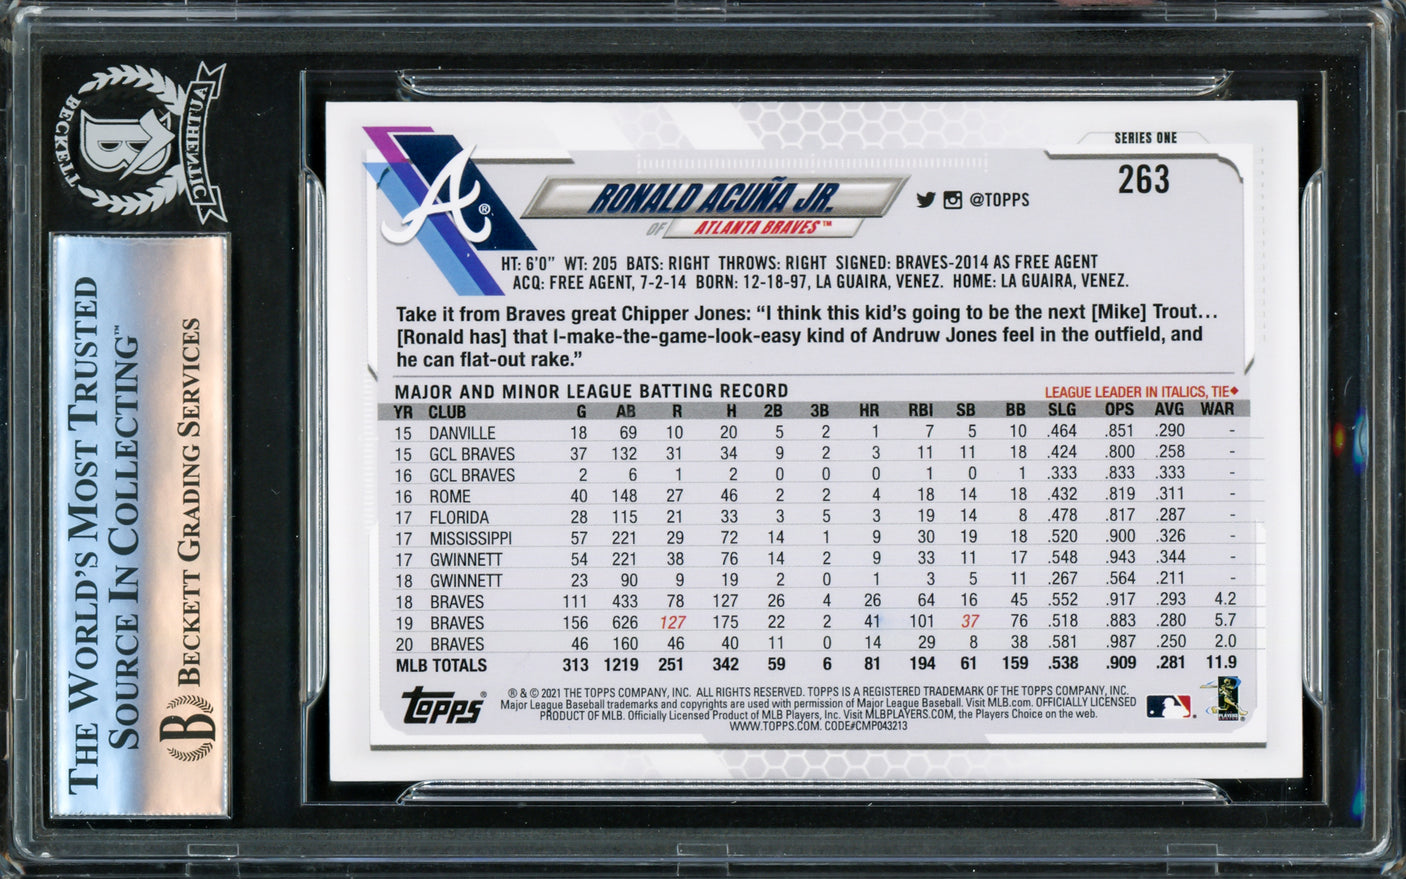 BECKETT
AUTHENTIC
B
THE WORLD'S MOST TRUSTED
SOURCE IN COLLECTING™
B BECKETT GRADING SERVICES
SERIES ONE
263
A®
RONALD ACUÑA JR.
@TOPPS
OF ATLANTA BRAVES™
HT: 6'0" WT: 205 BATS: RIGHT THROWS: RIGHT SIGNED: BRAVES-2014 AS FREE AGENT
ACQ: FREE AGENT, 7-2-14 BORN: 12-18-97, LA GUAIRA, VENEZ. HOME: LA GUAIRA, VENEZ.
Take it from Braves great Chipper Jones: “I think this kid's going to be the next [Mike] Trout...
[Ronald has] that I-make-the-game-look-easy kind of Andruw Jones feel in the outfield, and
he can flat-out rake.”
MAJOR AND MINOR LEAGUE BATTING RECORD LEAGUE LEADER IN ITALICS, TIE◆
YR CLUB G AB R H 2B 3B HR RBI SB BB SLG OPS AVG WAR
15 DANVILLE 18 69 10 20 5 2 1 7 5 10 .464 .851 .290 -
15 GCL BRAVES 37 132 31 34 9 2 3 11 11 18 .424 .800 .258 -
16 GCL BRAVES 2 6 1 2 0 0 0 1 0 1 .333 .833 .333 -
16 ROME 40 148 27 46 2 2 4 18 14 18 .432 .819 .311 -
17 FLORIDA 28 115 21 33 3 5 3 19 14 8 .478 .817 .287 -
17 MISSISSIPPI 57 221 29 72 14 1 9 30 19 18 .520 .900 .326 -
17 GWINNETT 54 221 38 76 14 2 9 33 11 17 .548 .943 .344 -
18 GWINNETT 23 90 9 19 2 0 1 3 5 11 .267 .564 .211 -
18 BRAVES 111 433 78 127 26 4 26 64 16 45 .552 .917 .293 4.2
19 BRAVES 156 626 127 175 22 2 41 101 37 76 .518 .883 .280 5.7
20 BRAVES 46 160 46 40 11 0 14 29 8 38 .581 .987 .250 2.0
MLB TOTALS 313 1219 251 342 59 6 81 194 61 159 .538 .909 .281 11.9
TOPPS®
® & © 2021 THE TOPPS COMPANY, INC. ALL RIGHTS RESERVED. TOPPS IS A REGISTERED TRADEMARK OF THE TOPPS COMPANY, INC.
Major League Baseball trademarks and copyrights are used with permission of Major League Baseball. Visit MLB.com. OFFICIALLY LICENSED
PRODUCT OF MLB. Officially Licensed Product of MLB Players, Inc. Visit MLBPLAYERS.COM, the Players Choice on the web.
WWW.TOPPS.COM. CODE#CMP043213